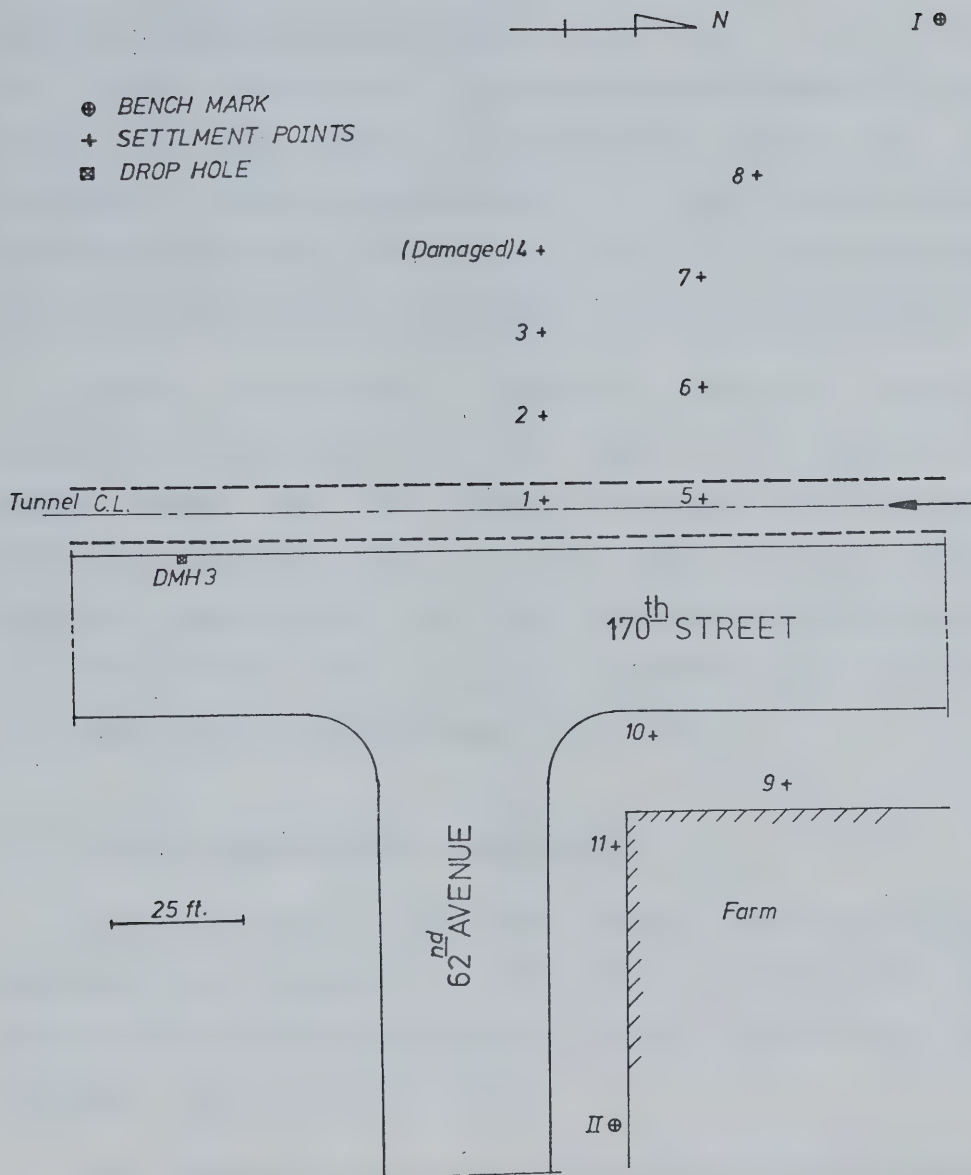 N
I ⊕
⊕ BENCH MARK
+ SETTLMENT POINTS
⊠ DROP HOLE
8 +
(Damaged) 4 +
7 +
3 +
6 +
2 +
Tunnel C.L.
1 +
5 +
DMH 3
170th STREET
10 +
9 +
11 +
25 ft.
62nd AVENUE
Farm
II ⊕